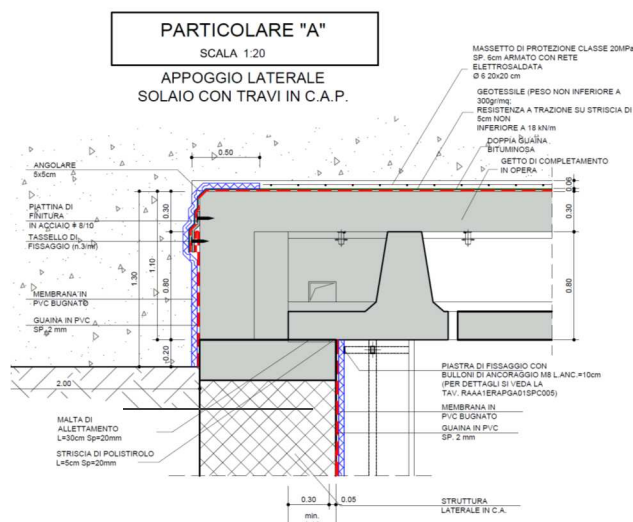 PARTICOLARE "A"
SCALA 1:20
APPOGGIO LATERALE
SOLAIO CON TRAVI IN C.A.P.
MASSETTO DI PROTEZIONE CLASSE 20MPa
SP. 6cm ARMATO CON RETE
ELETTROSALDATA
Ø 6 20x20 cm
GEOTESSILE (PESO NON INFERIORE A
300gr/mq;
RESISTENZA A TRAZIONE SU STRISCIA DI
5cm NON
INFERIORE A 18 kN/m
DOPPIA GUAINA
BITUMINOSA
GETTO DI COMPLETAMENTO
IN OPERA
0.50
ANGOLARE
5x5cm
PIATTINA DI
FINITURA
IN ACCIAIO # 8/10
TASSELLO DI
FISSAGGIO (n.3/ml)
MEMBRANA IN
PVC BUGNATO
GUAINA IN PVC
SP. 2 mm
1.30
1.10
0.30
0.80
0.20
0.06
0.30
0.80
2.00
MALTA DI
ALLETTAMENTO
L=30cm Sp=20mm
STRISCIA DI POLISTIROLO
L=5cm Sp=20mm
PIASTRA DI FISSAGGIO CON
BULLONI DI ANCORAGGIO M8 L.ANC.=10cm
(PER DETTAGLI SI VEDA LA
TAV. RAAA1ERAPGA01SPC005)
MEMBRANA IN
PVC BUGNATO
GUAINA IN PVC
SP. 2 mm
0.30
min.
0.05
STRUTTURA
LATERALE IN C.A.